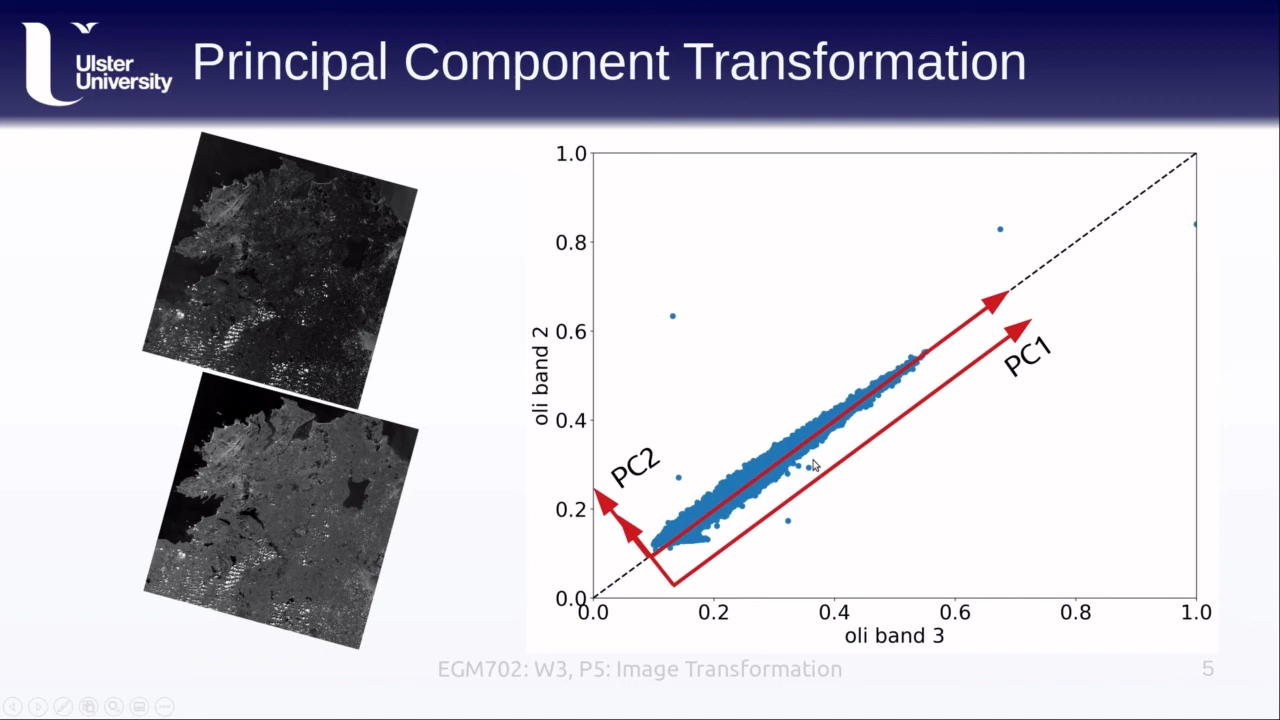 Ulster
University
Principal Component Transformation
1.0
0.8
0.6
0.4
0.2
0.0
oli band 2
PC2
PC1
0.0 0.2 0.4 0.6 0.8 1.0
oli band 3
EGM702: W3, P5: Image Transformation
5